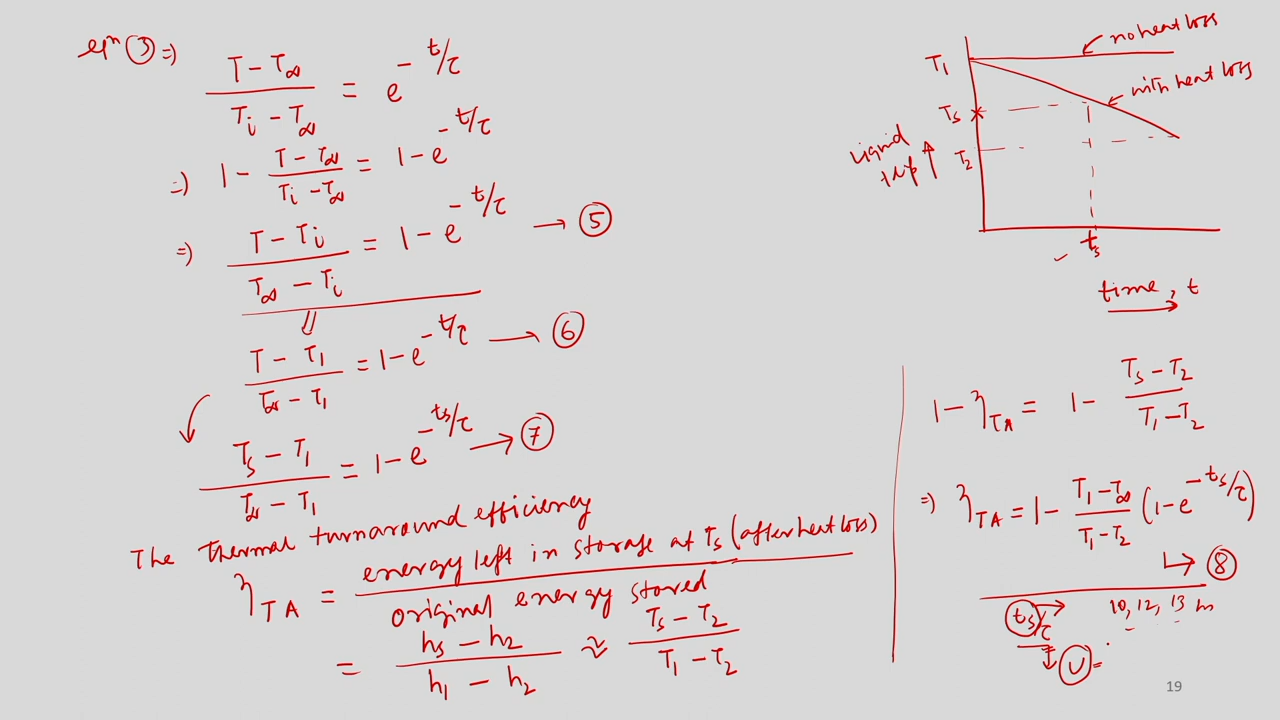 eqn (3) ⇒
(T − T∞)/(Ti − T∞) = e^(−t/τ)
⇒ 1 − (T − T∞)/(Ti − T∞) = 1 − e^(−t/τ)
⇒ (T − Ti)/(T∞ − Ti) = 1 − e^(−t/τ) → (5)
⇓
(T − T1)/(T∞ − T1) = 1 − e^(−t/τ) → (6)
(Ts − T1)/(T∞ − T1) = 1 − e^(−ts/τ) → (7)
The thermal turnaround efficiency
ηTA = energy left in storage at Ts (after heat loss) / original energy stored
= (hs − h2)/(h1 − h2) ≈ (Ts − T2)/(T1 − T2)
no heat loss
T1
with heat loss
Ts
Liquid
T2
ts
time, t
1 − ηTA = 1 − (Ts − T2)/(T1 − T2)
⇒ ηTA = 1 − (T1 − T∞)/(T1 − T2) (1 − e^(−ts/τ))
↳ (8)
ts/τ →
10, 12, 13 hr
U =
19